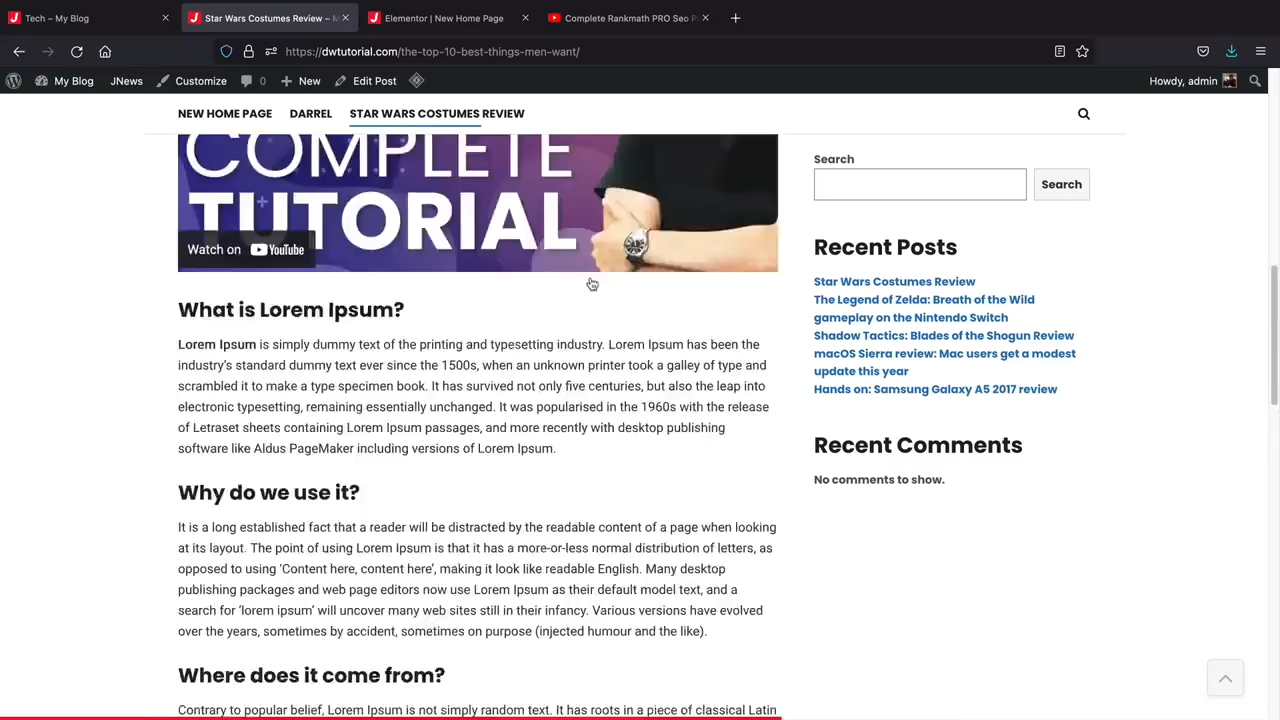 Tech – My Blog
Star Wars Costumes Review – M
Elementor | New Home Page
Complete Rankmath PRO Seo
https://dwtutorial.com/the-top-10-best-things-men-want/
My Blog
JNews
Customize
0
New
Edit Post
Howdy, admin
NEW HOME PAGE
DARREL
STAR WARS COSTUMES REVIEW
COMPLETE
TUTORIAL
Watch on YouTube
What is Lorem Ipsum?
Lorem Ipsum is simply dummy text of the printing and typesetting industry. Lorem Ipsum has been the
industry's standard dummy text ever since the 1500s, when an unknown printer took a galley of type and
scrambled it to make a type specimen book. It has survived not only five centuries, but also the leap into
electronic typesetting, remaining essentially unchanged. It was popularised in the 1960s with the release
of Letraset sheets containing Lorem Ipsum passages, and more recently with desktop publishing
software like Aldus PageMaker including versions of Lorem Ipsum.
Why do we use it?
It is a long established fact that a reader will be distracted by the readable content of a page when looking
at its layout. The point of using Lorem Ipsum is that it has a more-or-less normal distribution of letters, as
opposed to using 'Content here, content here', making it look like readable English. Many desktop
publishing packages and web page editors now use Lorem Ipsum as their default model text, and a
search for 'lorem ipsum' will uncover many web sites still in their infancy. Various versions have evolved
over the years, sometimes by accident, sometimes on purpose (injected humour and the like).
Where does it come from?
Contrary to popular belief, Lorem Ipsum is not simply random text. It has roots in a piece of classical Latin
Search
Search
Recent Posts
Star Wars Costumes Review
The Legend of Zelda: Breath of the Wild
gameplay on the Nintendo Switch
Shadow Tactics: Blades of the Shogun Review
macOS Sierra review: Mac users get a modest
update this year
Hands on: Samsung Galaxy A5 2017 review
Recent Comments
No comments to show.